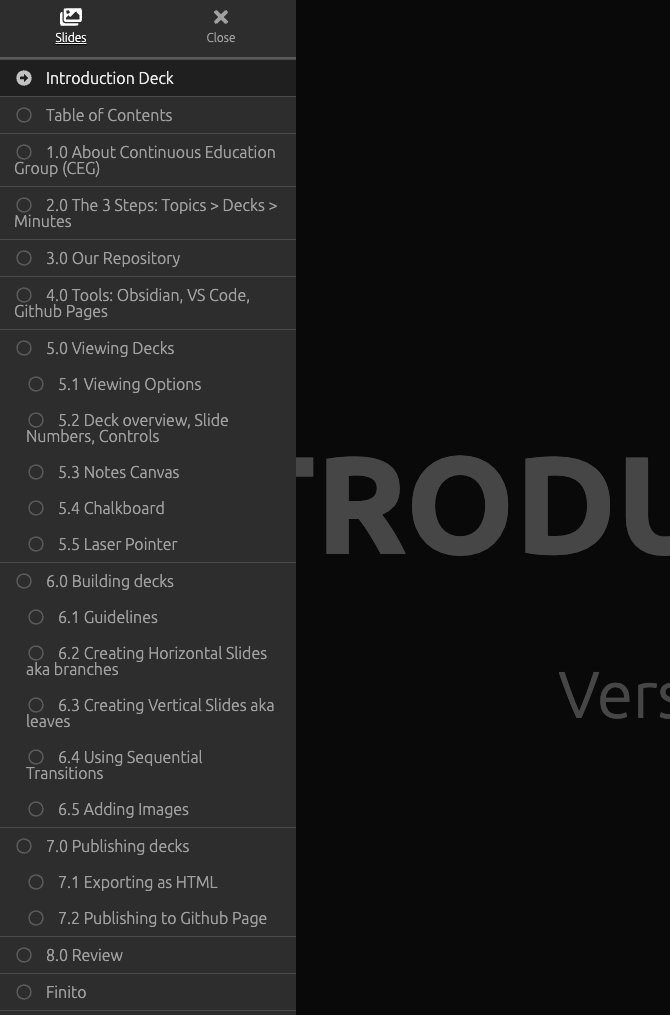 Slides
Close
Introduction Deck
Table of Contents
1.0 About Continuous Education
Group (CEG)
2.0 The 3 Steps: Topics > Decks >
Minutes
3.0 Our Repository
4.0 Tools: Obsidian, VS Code,
Github Pages
5.0 Viewing Decks
5.1 Viewing Options
5.2 Deck overview, Slide
Numbers, Controls
5.3 Notes Canvas
5.4 Chalkboard
5.5 Laser Pointer
6.0 Building decks
6.1 Guidelines
6.2 Creating Horizontal Slides
aka branches
6.3 Creating Vertical Slides aka
leaves
6.4 Using Sequential
Transitions
6.5 Adding Images
7.0 Publishing decks
7.1 Exporting as HTML
7.2 Publishing to Github Page
8.0 Review
Finito
TRODU
Vers